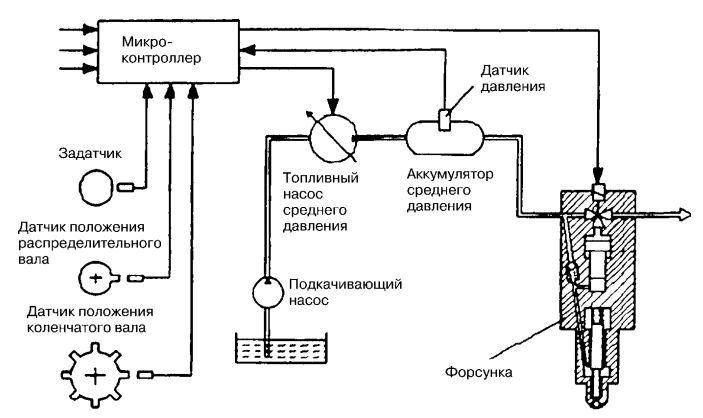 Микро-
контроллер
Датчик
давления
Задатчик
Топливный
насос
среднего
давления
Аккумулятор
среднего
давления
Датчик положения
распределительного
вала
Подкачивающий
насос
Датчик положения
коленчатого вала
Форсунка